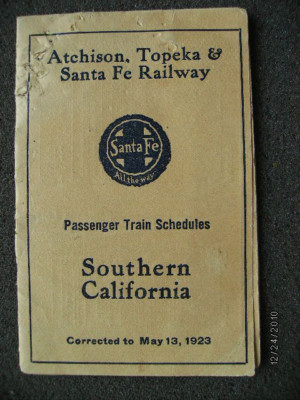 Atchison, Topeka &
Santa Fe Railway
Santa Fe
All the way
Passenger Train Schedules
Southern
California
Corrected to May 13, 1923
12/24/2010